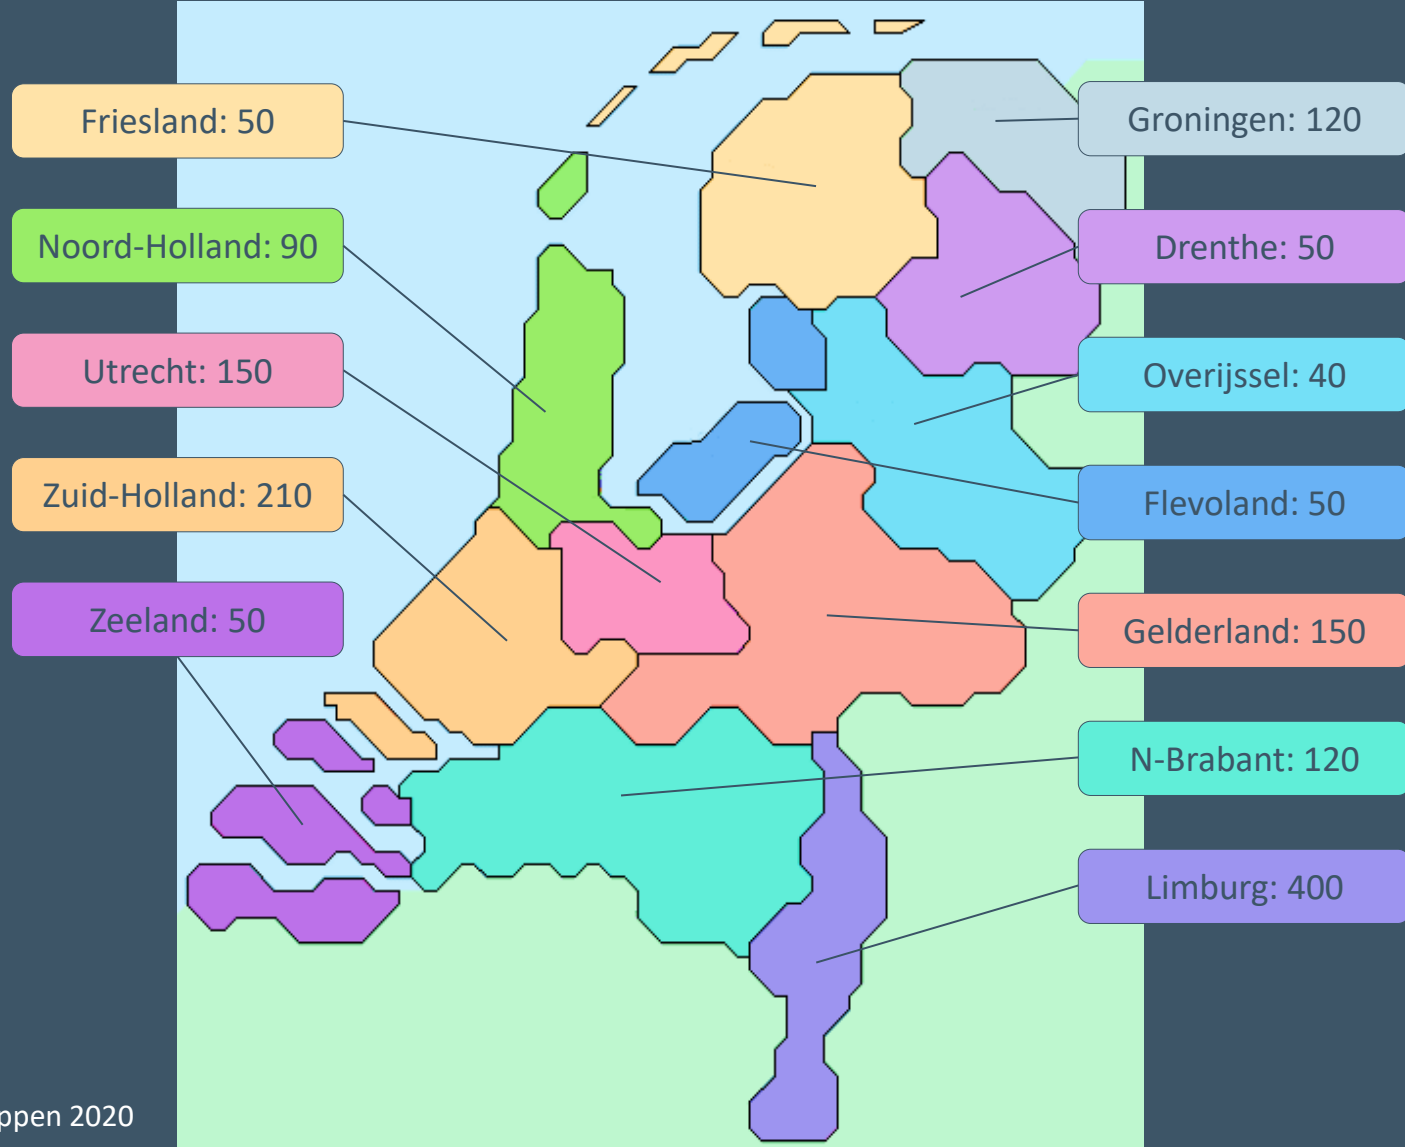 Friesland: 50
Noord-Holland: 90
Utrecht: 150
Zuid-Holland: 210
Zeeland: 50
Groningen: 120
Drenthe: 50
Overijssel: 40
Flevoland: 50
Gelderland: 150
N-Brabant: 120
Limburg: 400
ppen 2020